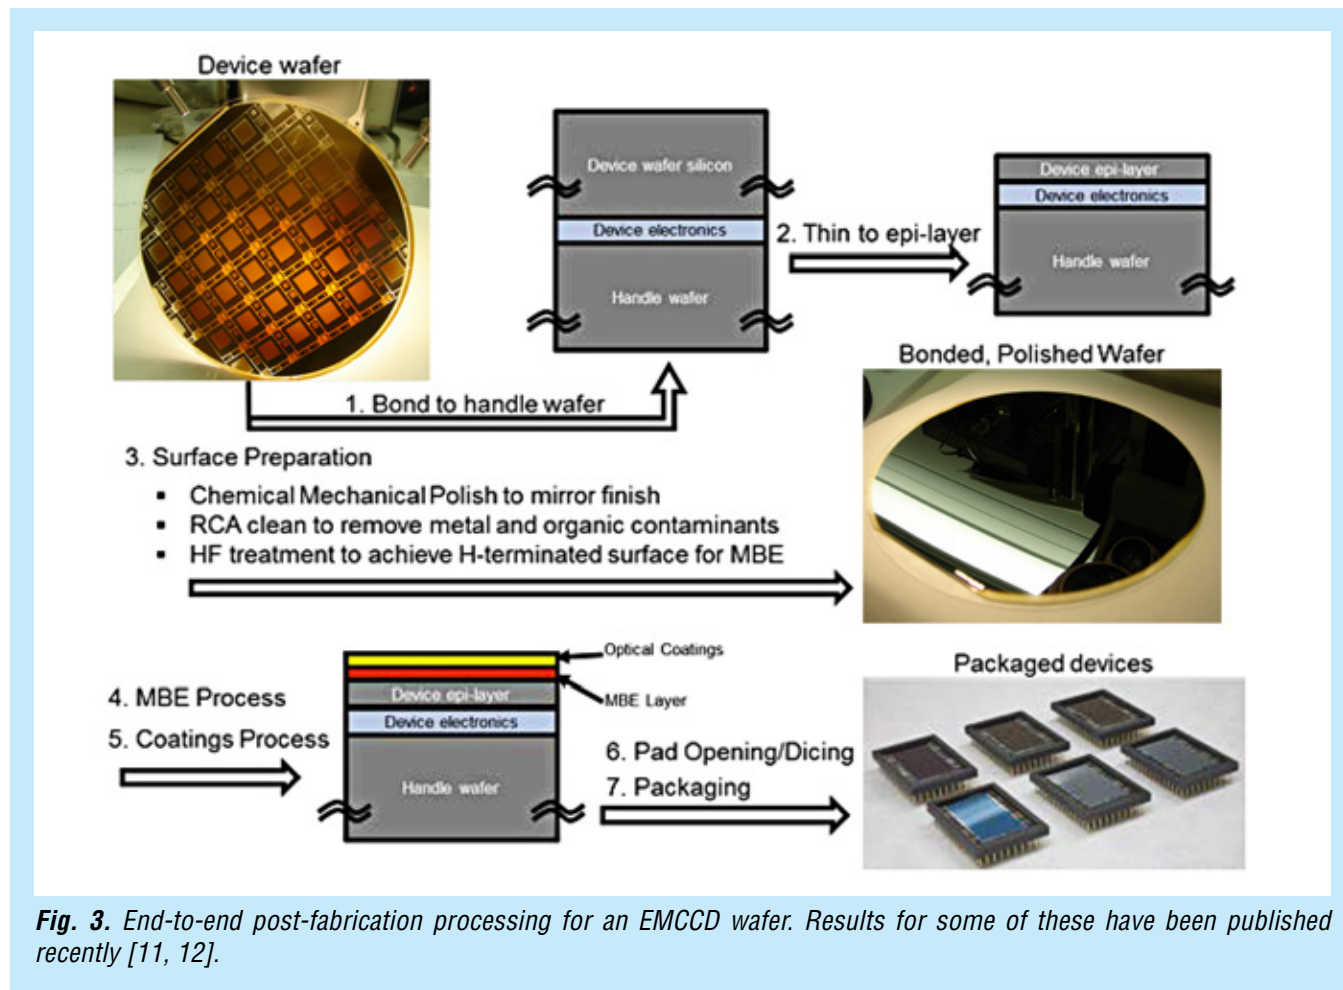 Device wafer
Device wafer silicon
Device electronics
Handle wafer
2. Thin to epi-layer
Device epi-layer
Device electronics
Handle wafer
1. Bond to handle wafer
Bonded, Polished Wafer
3. Surface Preparation
▪ Chemical Mechanical Polish to mirror finish
▪ RCA clean to remove metal and organic contaminants
▪ HF treatment to achieve H-terminated surface for MBE
4. MBE Process
5. Coatings Process
Optical Coatings
MBE Layer
Device epi-layer
Device electronics
Handle wafer
6. Pad Opening/Dicing
7. Packaging
Packaged devices
Fig. 3. End-to-end post-fabrication processing for an EMCCD wafer. Results for some of these have been published
recently [11, 12].